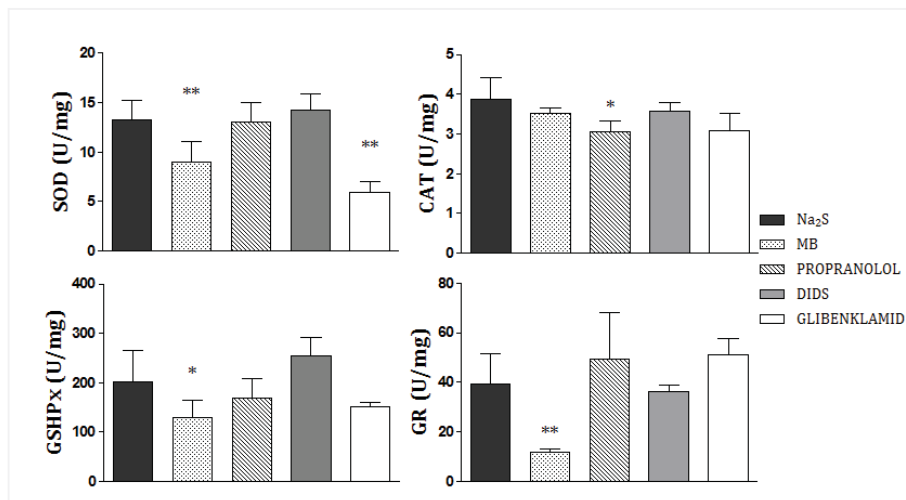 20
15
10
5
0
SOD (U/mg)
**
**
5
4
3
2
1
0
CAT (U/mg)
*
400
300
200
100
0
GSHPx (U/mg)
*
80
60
40
20
0
GR (U/mg)
**
Na₂S
MB
PROPRANOLOL
DIDS
GLIBENKLAMID